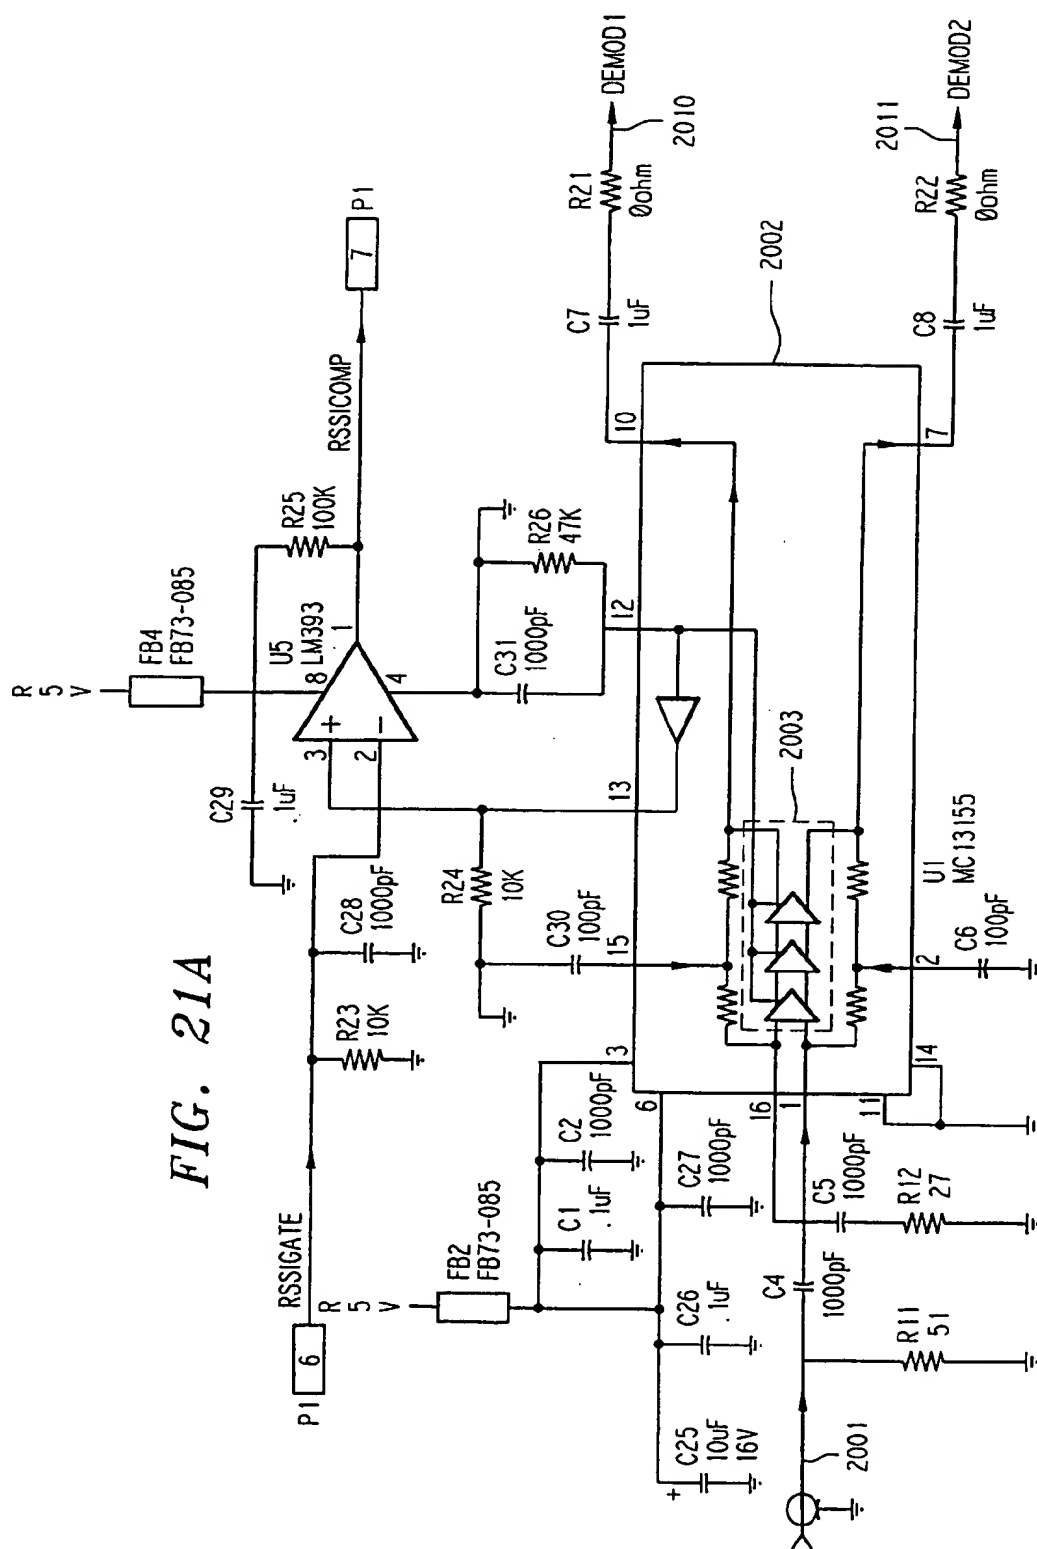 FIG. 21A
R
5
V
FB4
FB73-085
C29
.1uF
R25
100K
U5
LM393
8
3
+
2
-
1
4
RSSICOMP
7
P1
P1
6
RSSIGATE
R23
10K
C28
1000pF
R24
10K
C30
100pF
15
C31
1000pF
R26
47K
13
12
10
C7
1uF
R21
0ohm
DEMOD1
2010
2002
2003
R
5
V
FB2
FB73-085
C1
.1uF
C2
1000pF
3
6
+
C25
10uF
16V
C26
.1uF
C27
1000pF
16
1
11
14
2
7
C8
1uF
R22
0ohm
DEMOD2
2011
U1
MC13155
C6
100pF
C4
1000pF
C5
1000pF
R12
27
R11
51
2001